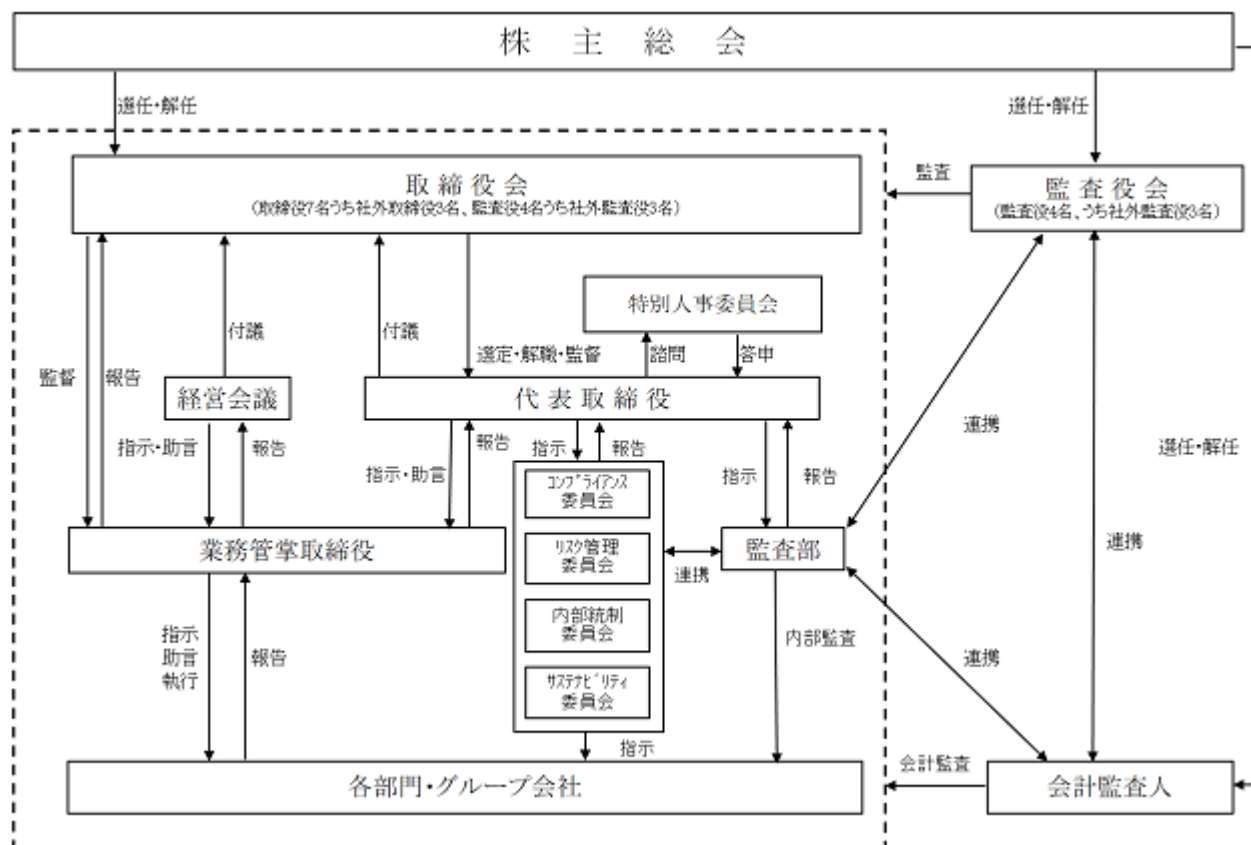 株主総会
選任・解任
選任・解任
取締役会
(取締役7名うち社外取締役3名、監査役4名うち社外監査役3名)
監査
監査役会
(監査役4名、うち社外監査役3名)
特別人事委員会
付議
付議
選定・解職・監督
諮問
答申
監督
報告
経営会議
代表取締役
連携
指示・助言
報告
指示・助言
報告
指示
報告
指示
報告
選任・解任
コンプライアンス
委員会
業務管掌取締役
リスク管理
委員会
連携
監査部
連携
内部統制
委員会
内部監査
指示
助言
執行
報告
連携
サステナビリティ
委員会
指示
会計監査
各部門・グループ会社
会計監査人